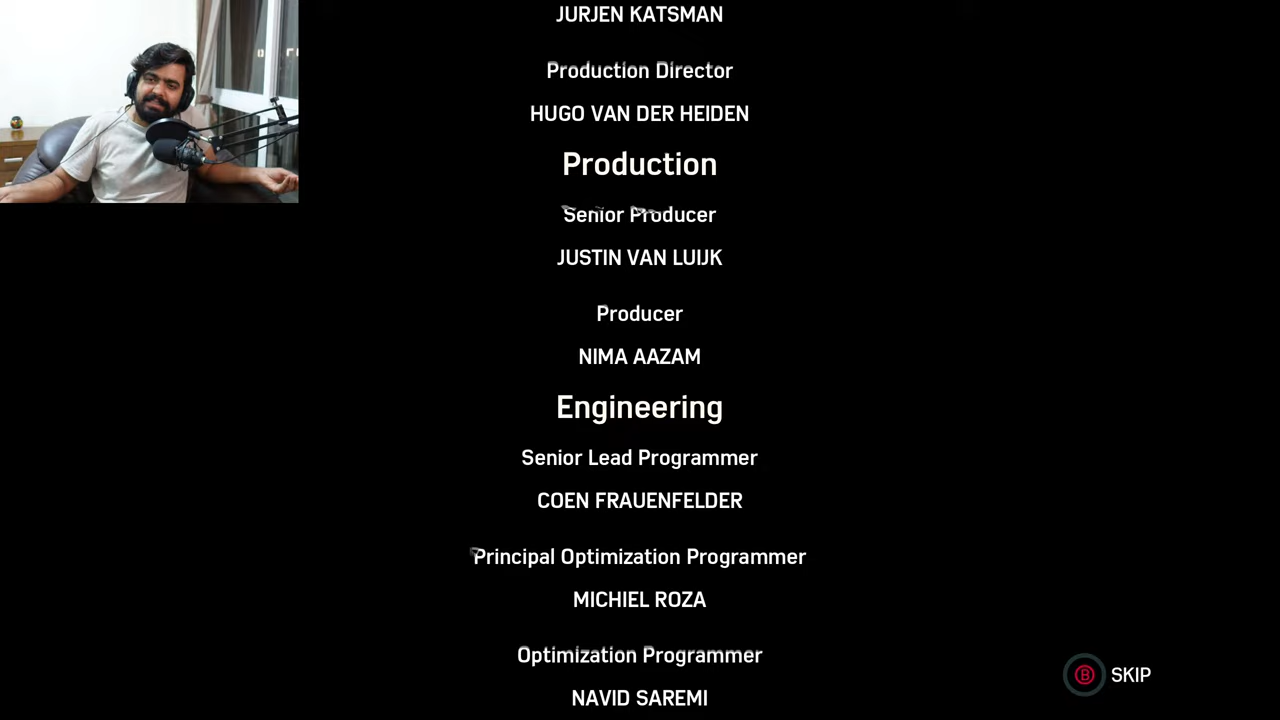 JURJEN KATSMAN
Production Director
HUGO VAN DER HEIDEN
Production
Senior Producer
JUSTIN VAN LUIJK
Producer
NIMA AAZAM
Engineering
Senior Lead Programmer
COEN FRAUENFELDER
Principal Optimization Programmer
MICHIEL ROZA
Optimization Programmer
NAVID SAREMI
B SKIP